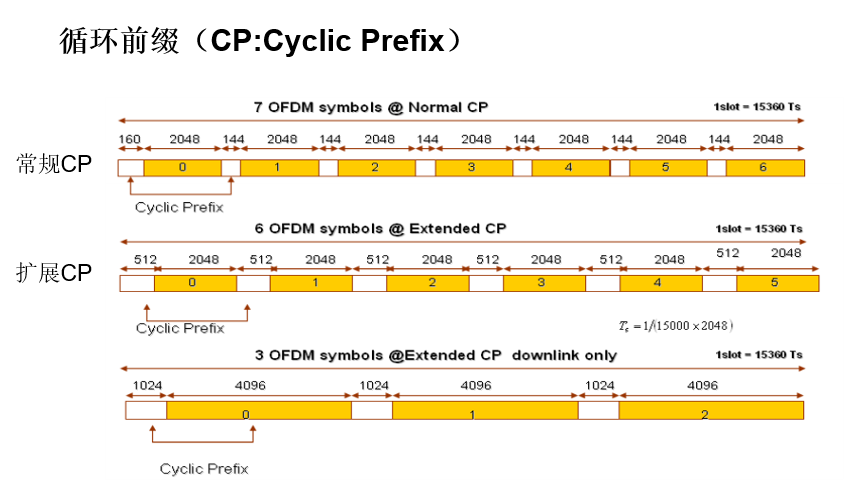 循环前缀（CP:Cyclic Prefix）
7 OFDM symbols @ Normal CP 1slot = 15360 Ts
160 2048 144 2048 144 2048 144 2048 144 2048 144 2048 144 2048
常规CP
0 1 2 3 4 5 6
Cyclic Prefix
6 OFDM symbols @ Extended CP 1slot = 15360 Ts
512 2048 512 2048 512 2048 512 2048 512 2048 512 2048
扩展CP
0 1 2 3 4 5
Cyclic Prefix
Ts = 1/(15000 × 2048)
3 OFDM symbols @Extended CP downlink only 1slot = 15360 Ts
1024 4096 1024 4096 1024 4096
0 1 2
Cyclic Prefix